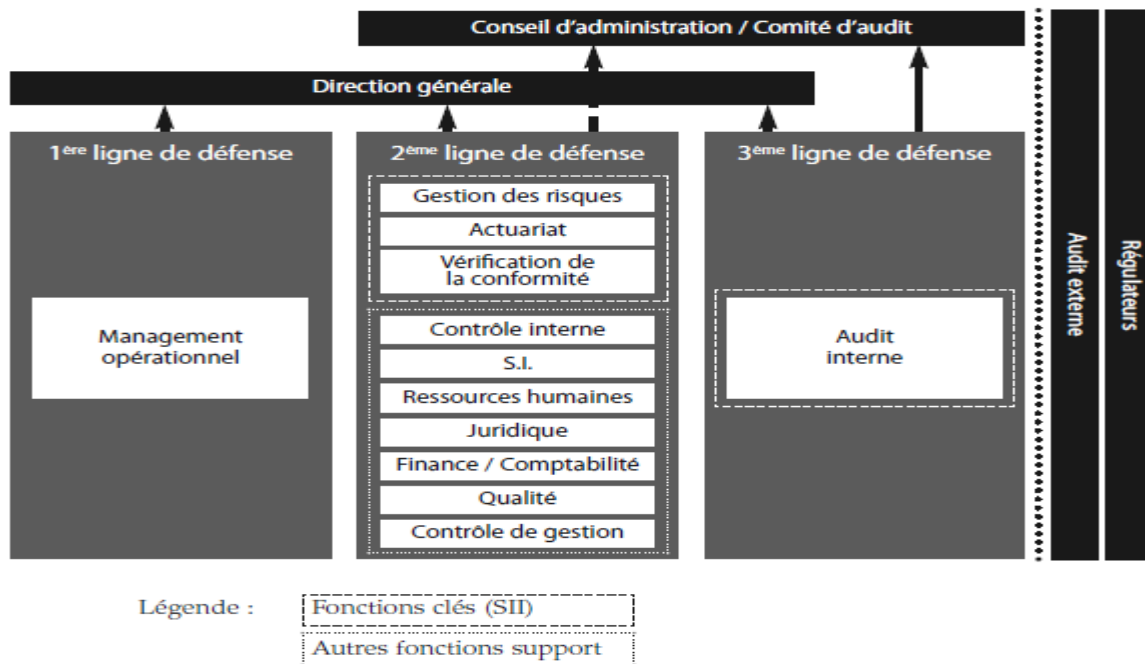 Conseil d'administration / Comité d'audit
Direction générale
1ère ligne de défense
Management
opérationnel
2ème ligne de défense
Gestion des risques
Actuariat
Vérification de
la conformité
Contrôle interne
S.I.
Ressources humaines
Juridique
Finance / Comptabilité
Qualité
Contrôle de gestion
3ème ligne de défense
Audit
interne
Audit externe
Régulateurs
Légende :
Fonctions clés (SII)
Autres fonctions support